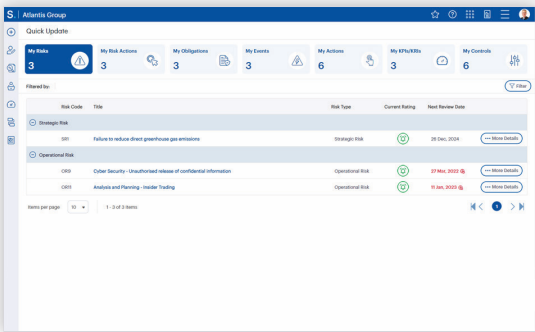 S. Atlantis Group
Quick Update
My Risks My Risk Actions My Obligations My Events My Actions My KPIs/KRIs My Controls
3 3 3 3 6 3 6
Filtered by: Filter
Risk Code Title Risk Type Current Rating Next Review Date
Strategic Risk
SR1 Failure to reduce direct greenhouse gas emissions Strategic Risk 28 Dec, 2024 More Details
Operational Risk
OR9 Cyber Security - Unauthorised release of confidential information Operational Risk 27 Mar, 2022 More Details
OR11 Analysis and Planning - Insider Trading Operational Risk 11 Jan, 2023 More Details
Items per page 10 1 - 3 of 3 items 1